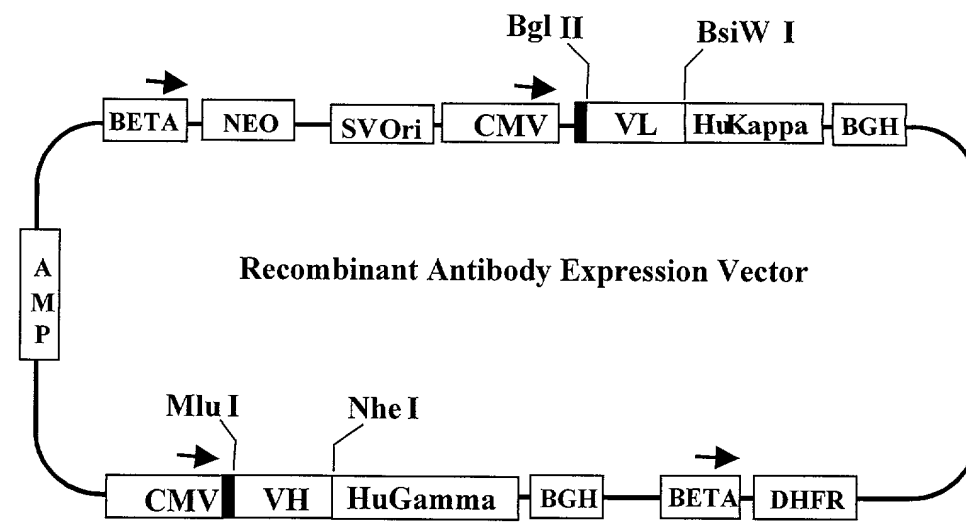 Bgl II
BsiW I
BETA
NEO
SVOri
CMV
VL
HuKappa
BGH
AMP
Recombinant Antibody Expression Vector
Mlu I
Nhe I
CMV
VH
HuGamma
BGH
BETA
DHFR